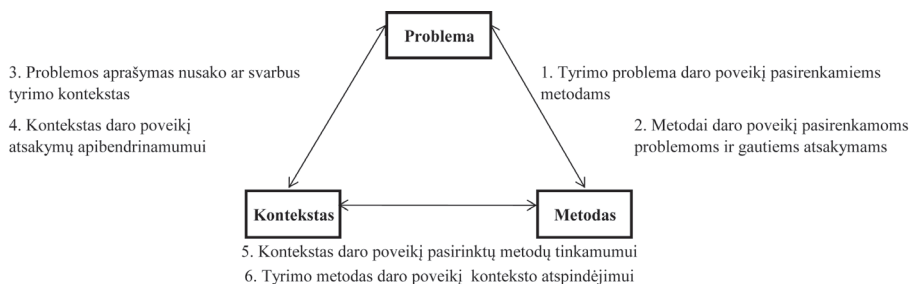 Problema
3. Problemos aprašymas nusako ar svarbus
tyrimo kontekstas
1. Tyrimo problema daro poveikį pasirenkamiems
metodams
4. Kontekstas daro poveikį
atsakymų apibendrinamumui
2. Metodai daro poveikį pasirenkamoms
problemoms ir gautiems atsakymams
Kontekstas
Metodas
5. Kontekstas daro poveikį pasirinktų metodų tinkamumui
6. Tyrimo metodas daro poveikį konteksto atspindėjimui